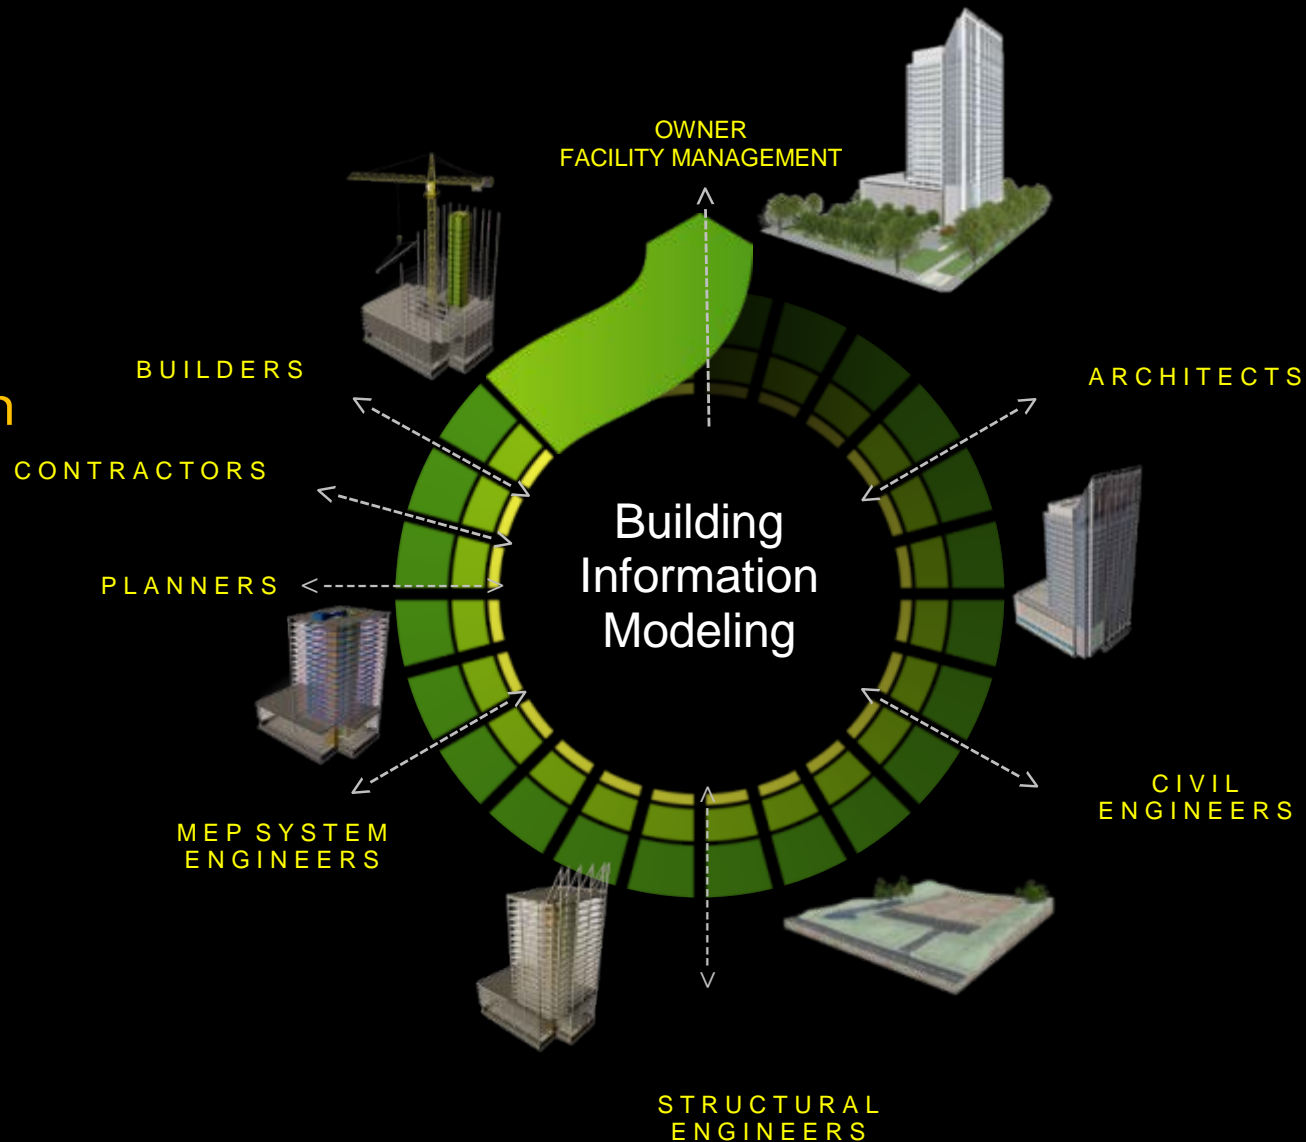 OWNER
FACILITY MANAGEMENT
BUILDERS
ARCHITECTS
n
CONTRACTORS
Building
Information
Modeling
PLANNERS
CIVIL
ENGINEERS
MEP SYSTEM
ENGINEERS
STRUCTURAL
ENGINEERS